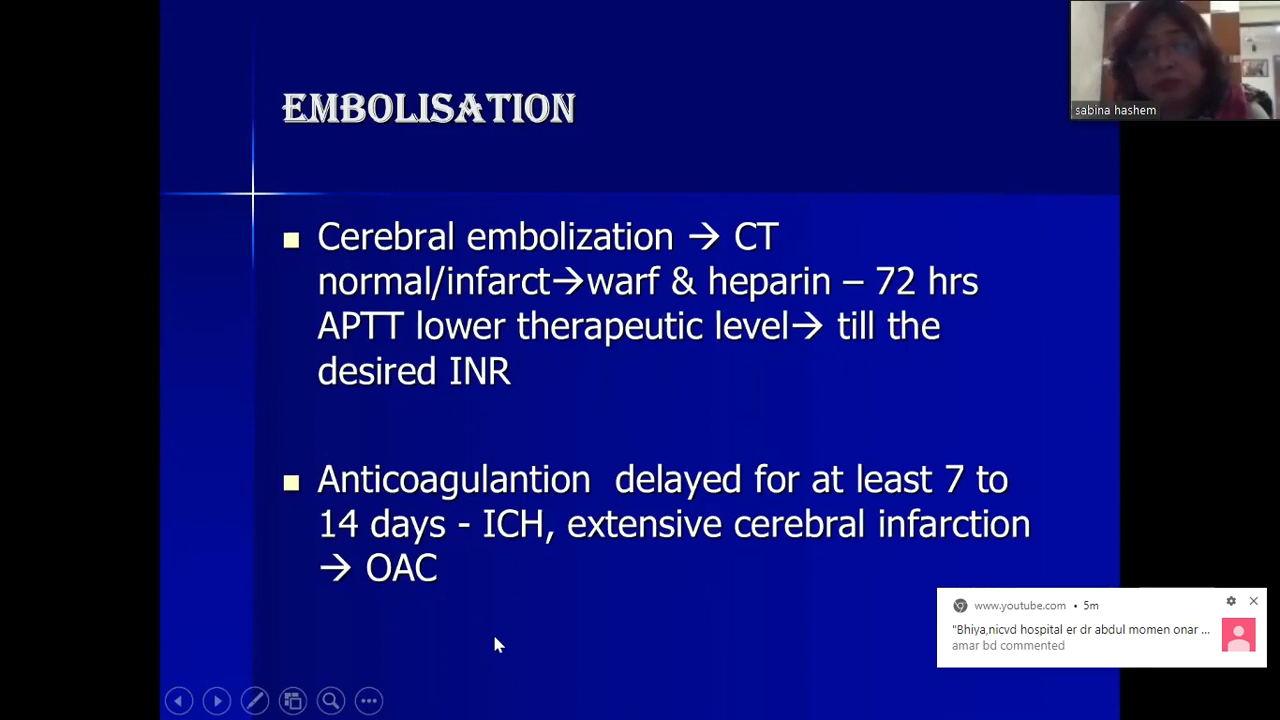 EMBOLISATION
sabina hashem
Cerebral embolization → CT
normal/infarct→warf & heparin – 72 hrs
APTT lower therapeutic level→ till the
desired INR
Anticoagulantion delayed for at least 7 to
14 days - ICH, extensive cerebral infarction
→ OAC
www.youtube.com • 5m
"Bhiya,nicvd hospital er dr abdul momen onar ...
amar bd commented